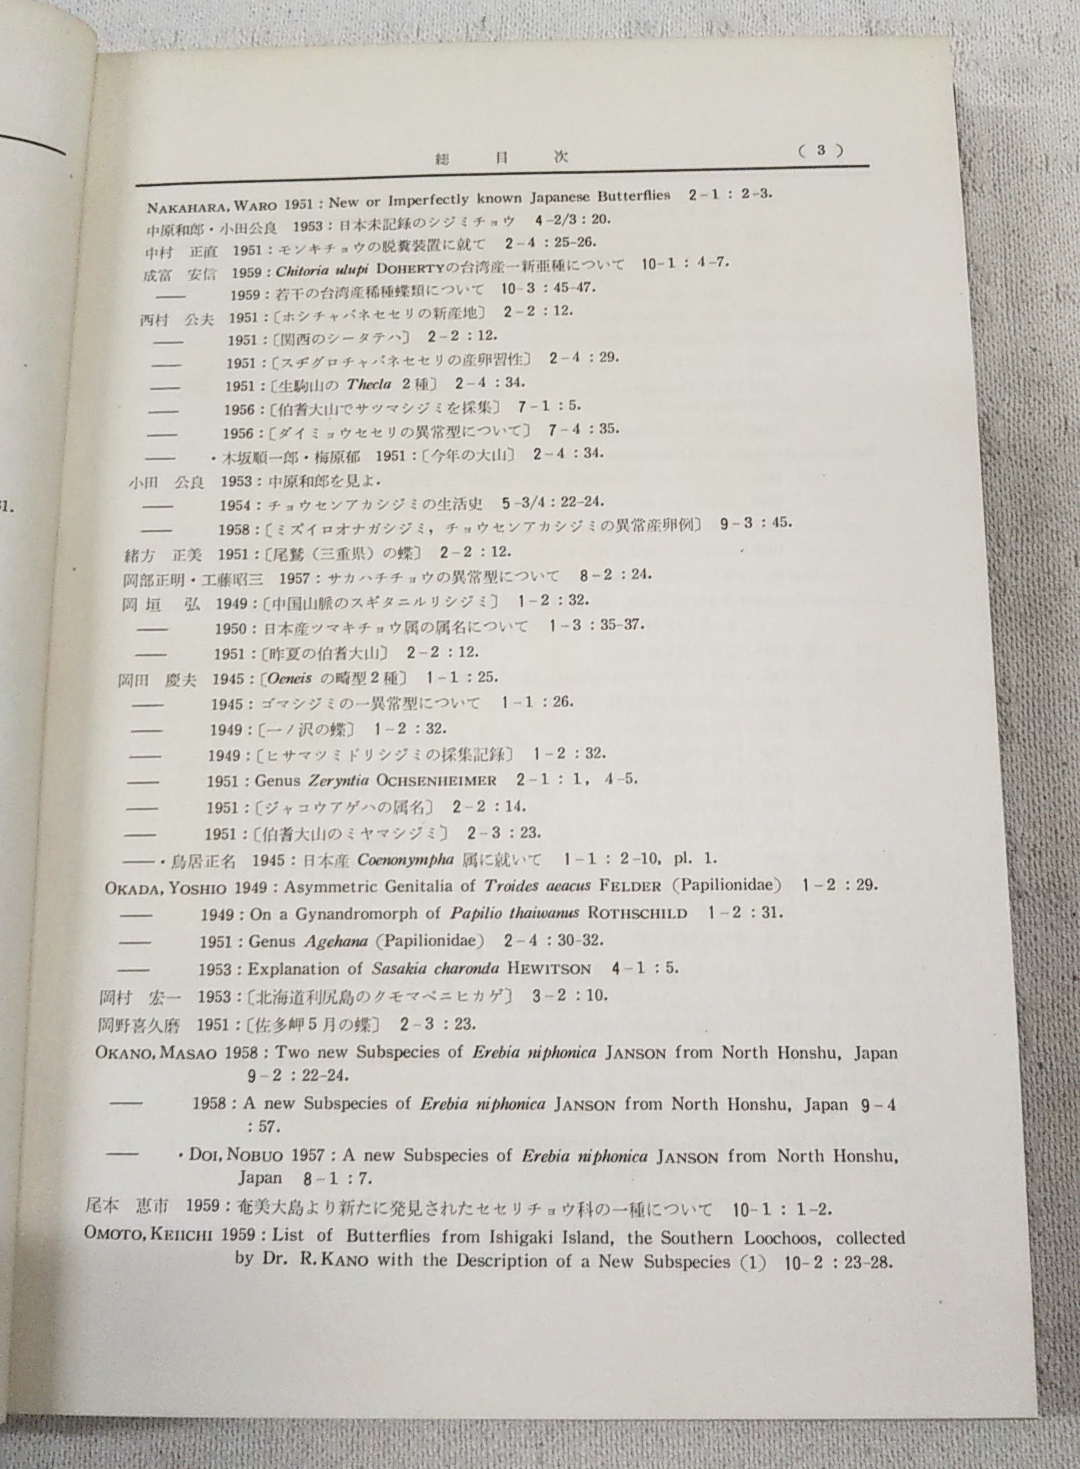 総目次 (3)
NAKAHARA, WARO 1951 : New or Imperfectly known Japanese Butterflies 2-1 : 2-3.
中原和郎・小田公良 1953 : 日本未記録のシジミチョウ 4-2/3 : 20.
中村 正直 1951 : モンキチョウの脱糞装置に就て 2-4 : 25-26.
成富 安信 1959 : Chitoria ulupi DOHERTYの台湾産一新亜種について 10-1 : 4-7.
—— 1959 : 若干の台湾産稀種蝶類について 10-3 : 45-47.
西村 公夫 1951 : 〔ホシチャバネセセリの新産地〕 2-2 : 12.
—— 1951 : 〔関西のシータテハ〕 2-2 : 12.
—— 1951 : 〔スヂグロチャバネセセリの産卵習性〕 2-4 : 29.
—— 1951 : 〔生駒山の Thecla 2種〕 2-4 : 34.
—— 1956 : 〔伯耆大山でサツマシジミを採集〕 7-1 : 5.
—— 1956 : 〔ダイミョウセセリの異常型について〕 7-4 : 35.
—— ・木坂順一郎・梅原郁 1951 : 〔今年の大山〕 2-4 : 34.
小田 公良 1953 : 中原和郎を見よ.
—— 1954 : チョウセンアカシジミの生活史 5-3/4 : 22-24.
—— 1958 : 〔ミズイロオナガシジミ, チョウセンアカシジミの異常産卵例〕 9-3 : 45.
緒方 正美 1951 : 〔尾鷲（三重県）の蝶〕 2-2 : 12.
岡部正明・工藤昭三 1957 : サカハチチョウの異常型について 8-2 : 24.
岡垣 弘 1949 : 〔中国山脈のスギタニルリシジミ〕 1-2 : 32.
—— 1950 : 日本産ツマキチョウ属の属名について 1-3 : 35-37.
—— 1951 : 〔昨夏の伯耆大山〕 2-2 : 12.
岡田 慶夫 1945 : 〔Oeneis の畸型2種〕 1-1 : 25.
—— 1945 : ゴマシジミの一異常型について 1-1 : 26.
—— 1949 : 〔一ノ沢の蝶〕 1-2 : 32.
—— 1949 : 〔ヒサマツミドリシジミの採集記録〕 1-2 : 32.
—— 1951 : Genus Zeryntia OCHSENHEIMER 2-1 : 1, 4-5.
—— 1951 : 〔ジャコウアゲハの属名〕 2-2 : 14.
—— 1951 : 〔伯耆大山のミヤマシジミ〕 2-3 : 23.
——・鳥居正名 1945 : 日本産 Coenonympha 属に就いて 1-1 : 2-10, pl. 1.
OKADA, YOSHIO 1949 : Asymmetric Genitalia of Troides aeacus FELDER (Papilionidae) 1-2 : 29.
—— 1949 : On a Gynandromorph of Papilio thaiwanus ROTHSCHILD 1-2 : 31.
—— 1951 : Genus Agehana (Papilionidae) 2-4 : 30-32.
—— 1953 : Explanation of Sasakia charonda HEWITSON 4-1 : 5.
岡村 宏一 1953 : 〔北海道利尻島のクモマベニヒカゲ〕 3-2 : 10.
岡野喜久磨 1951 : 〔佐多岬5月の蝶〕 2-3 : 23.
OKANO, MASAO 1958 : Two new Subspecies of Erebia niphonica JANSON from North Honshu, Japan
9-2 : 22-24.
—— 1958 : A new Subspecies of Erebia niphonica JANSON from North Honshu, Japan 9-4
: 57.
—— ・DOI, NOBUO 1957 : A new Subspecies of Erebia niphonica JANSON from North Honshu,
Japan 8-1 : 7.
尾本 恵市 1959 : 奄美大島より新たに発見されたセセリチョウ科の一種について 10-1 : 1-2.
OMOTO, KEIICHI 1959 : List of Butterflies from Ishigaki Island, the Southern Loochoos, collected
by Dr. R. KANO with the Description of a New Subspecies (1) 10-2 : 23-28.